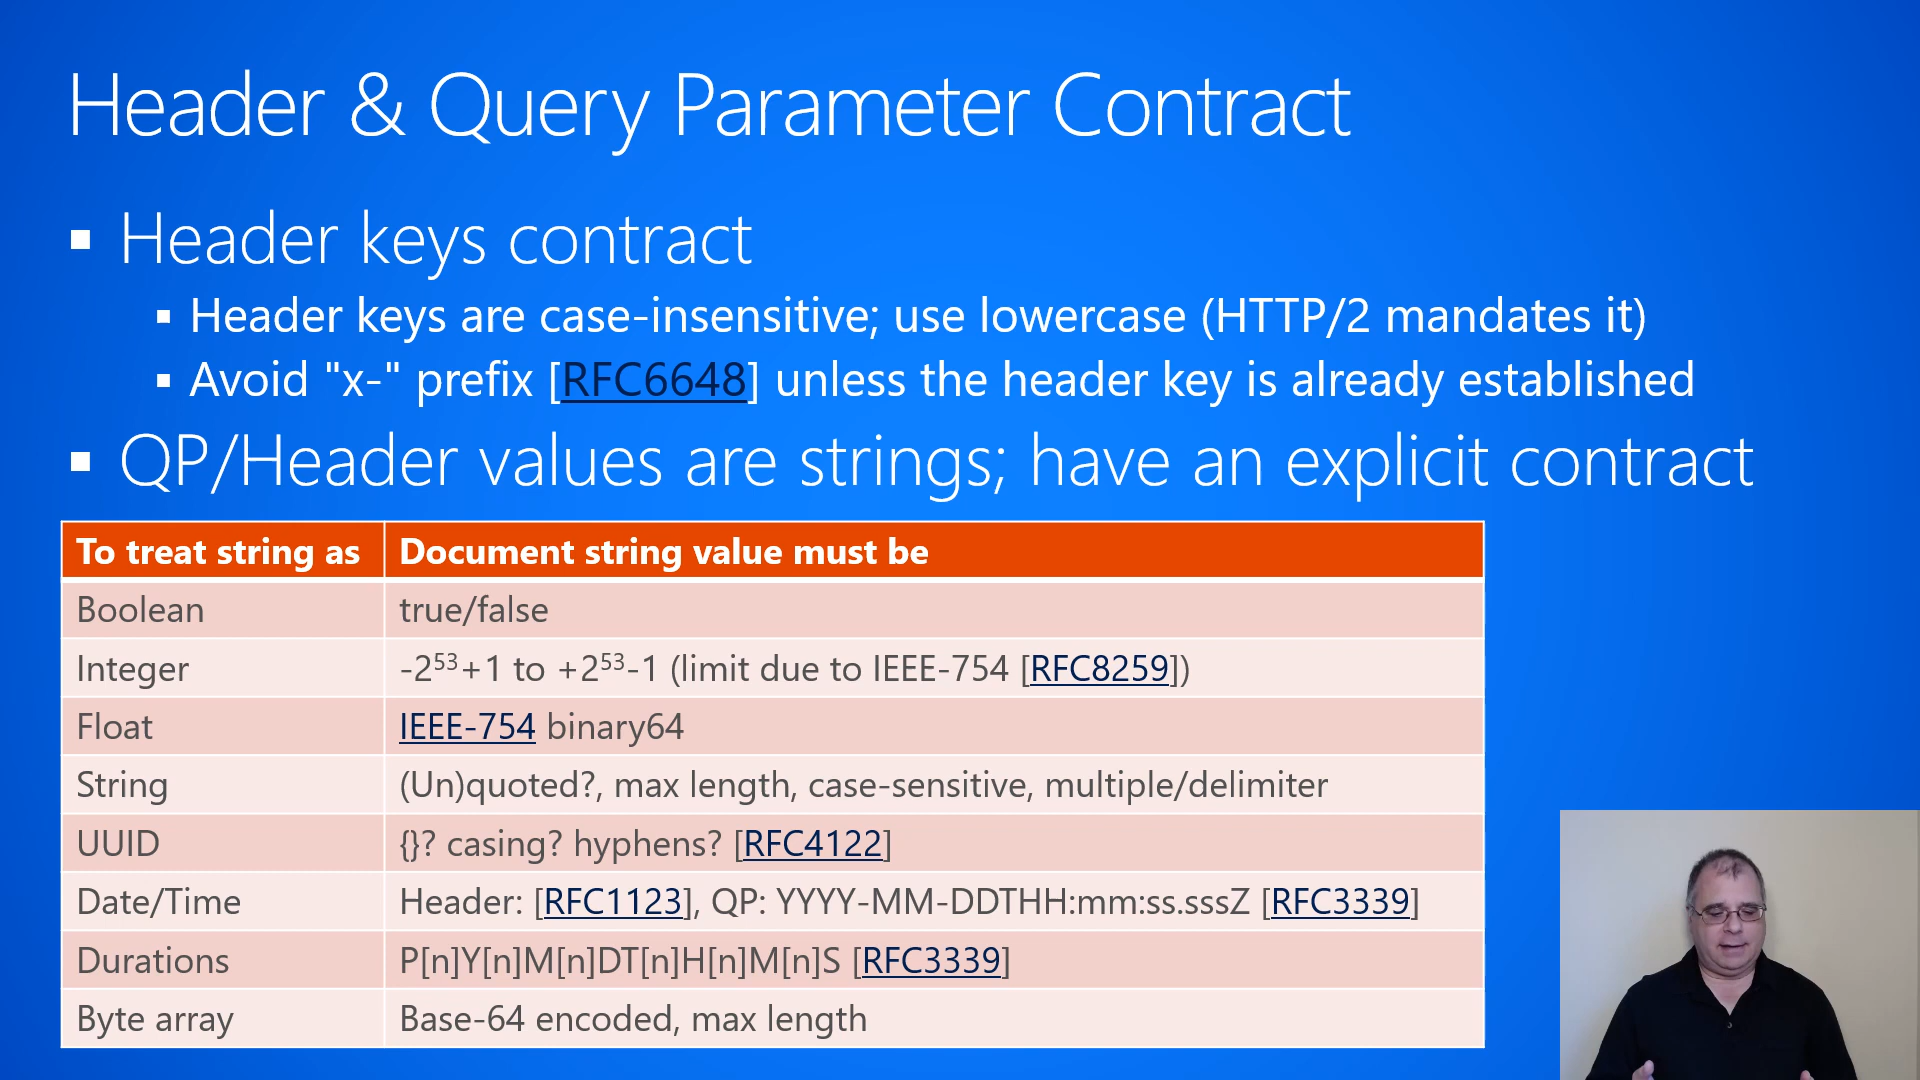 Header & Query Parameter Contract
▪ Header keys contract
▪ Header keys are case-insensitive; use lowercase (HTTP/2 mandates it)
▪ Avoid "x-" prefix [RFC6648] unless the header key is already established
▪ QP/Header values are strings; have an explicit contract
To treat string as Document string value must be
Boolean true/false
Integer -2⁵³+1 to +2⁵³-1 (limit due to IEEE-754 [RFC8259])
Float IEEE-754 binary64
String (Un)quoted?, max length, case-sensitive, multiple/delimiter
UUID {}? casing? hyphens? [RFC4122]
Date/Time Header: [RFC1123], QP: YYYY-MM-DDTHH:mm:ss.sssZ [RFC3339]
Durations P[n]Y[n]M[n]DT[n]H[n]M[n]S [RFC3339]
Byte array Base-64 encoded, max length